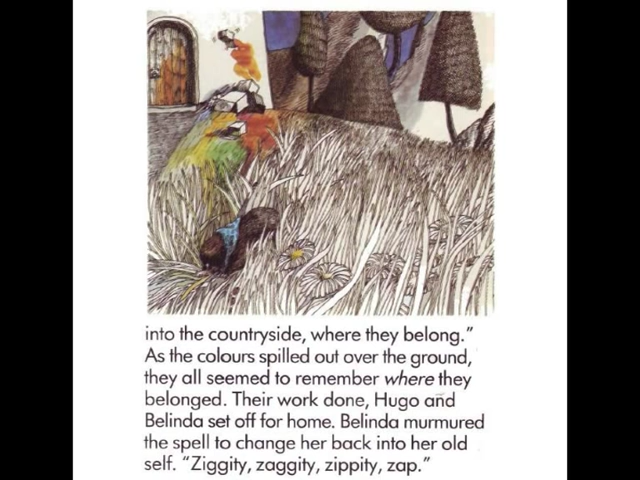 into the countryside, where they belong.”
As the colours spilled out over the ground,
they all seemed to remember where they
belonged. Their work done, Hugo and
Belinda set off for home. Belinda murmured
the spell to change her back into her old
self. “Ziggity, zaggity, zippity, zap.”